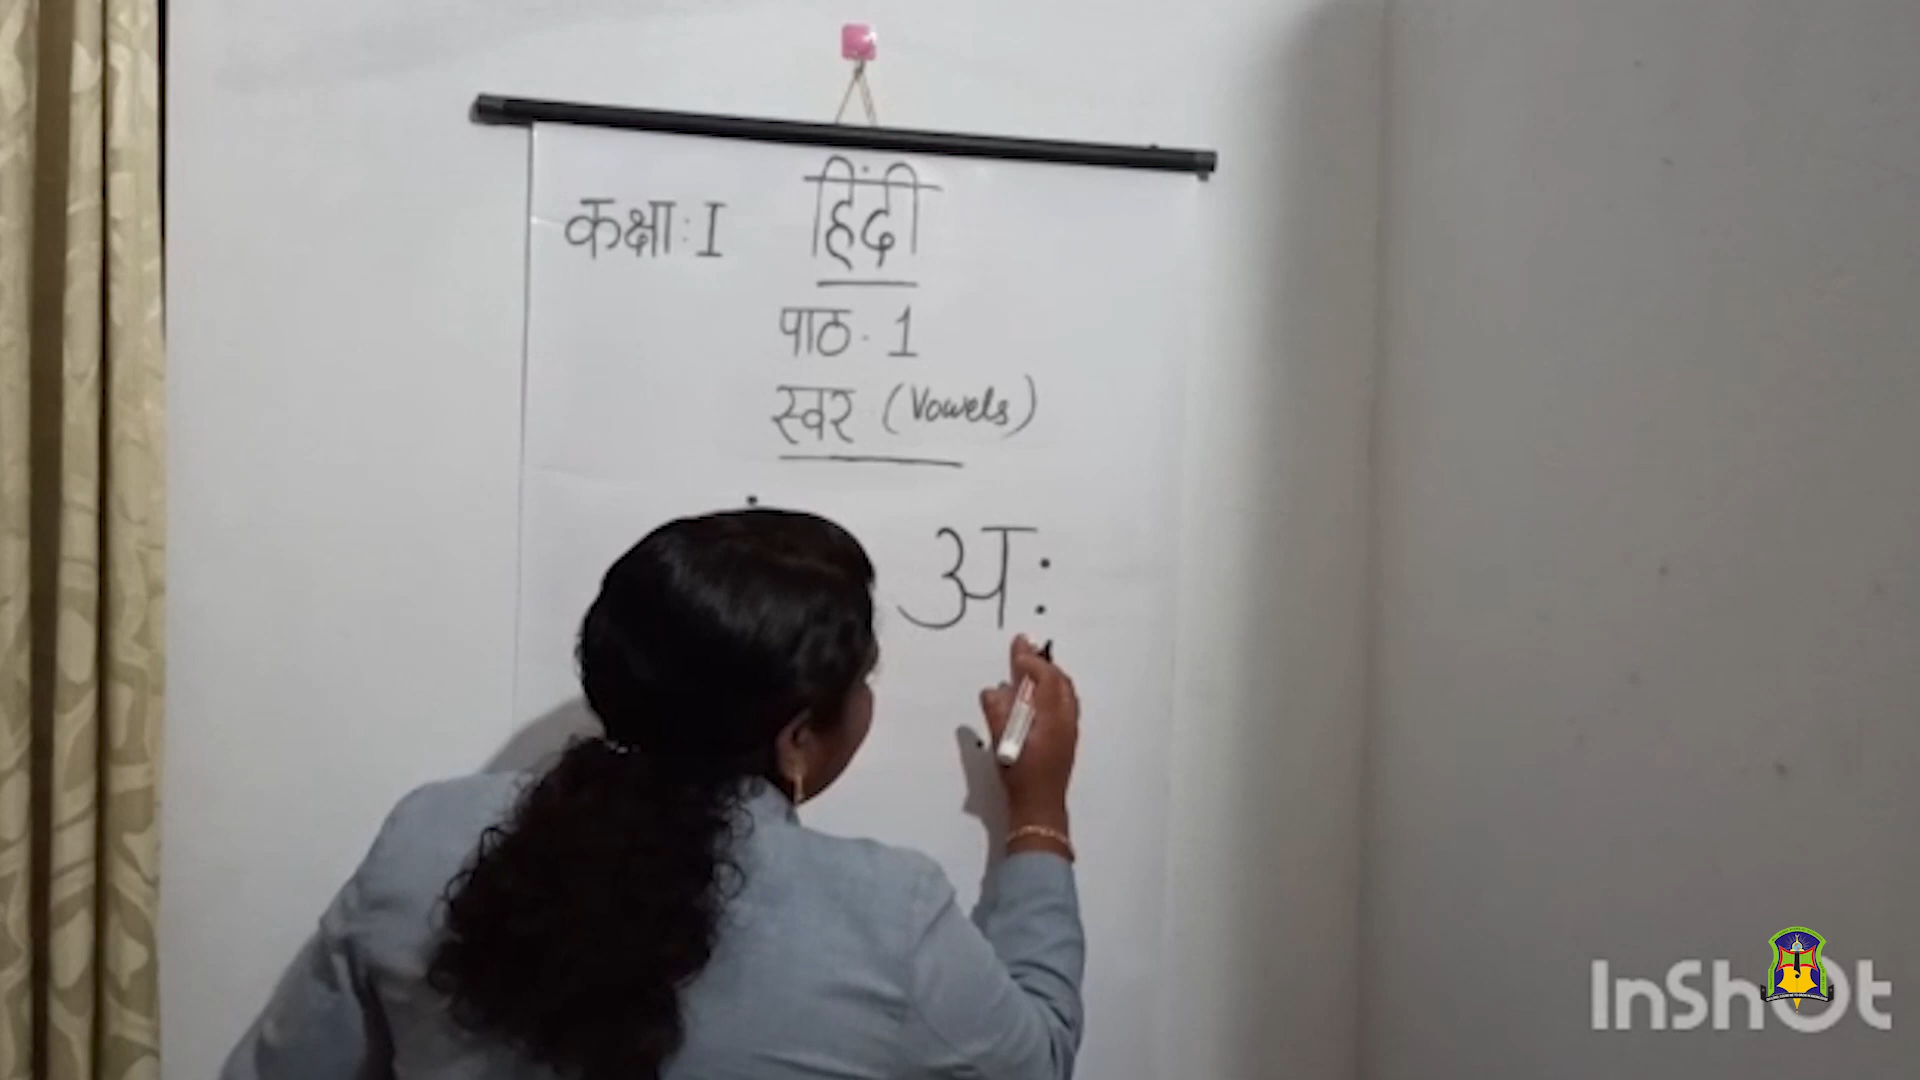 कक्षा: I हिंदी
पाठ - 1
स्वर (Vowels)
अः
InShOt